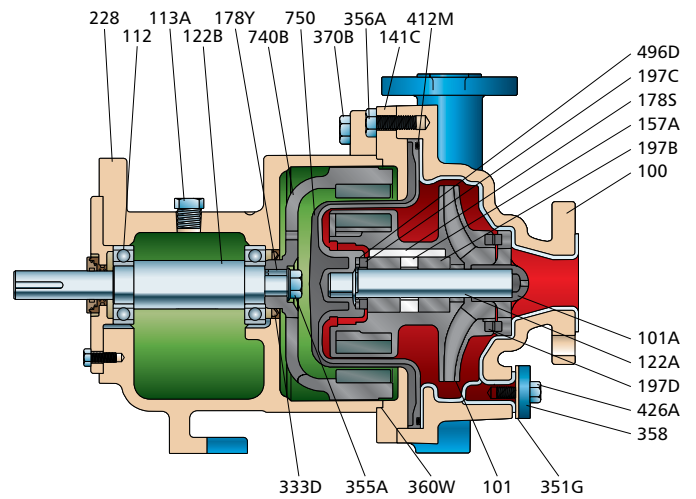 228 113A 178Y 750 356A 412M
112 122B 740B 370B 141C
496D
197C
178S
157A
197B
100
101A
122A
197D
426A
358
333D 355A 360W 101 351G